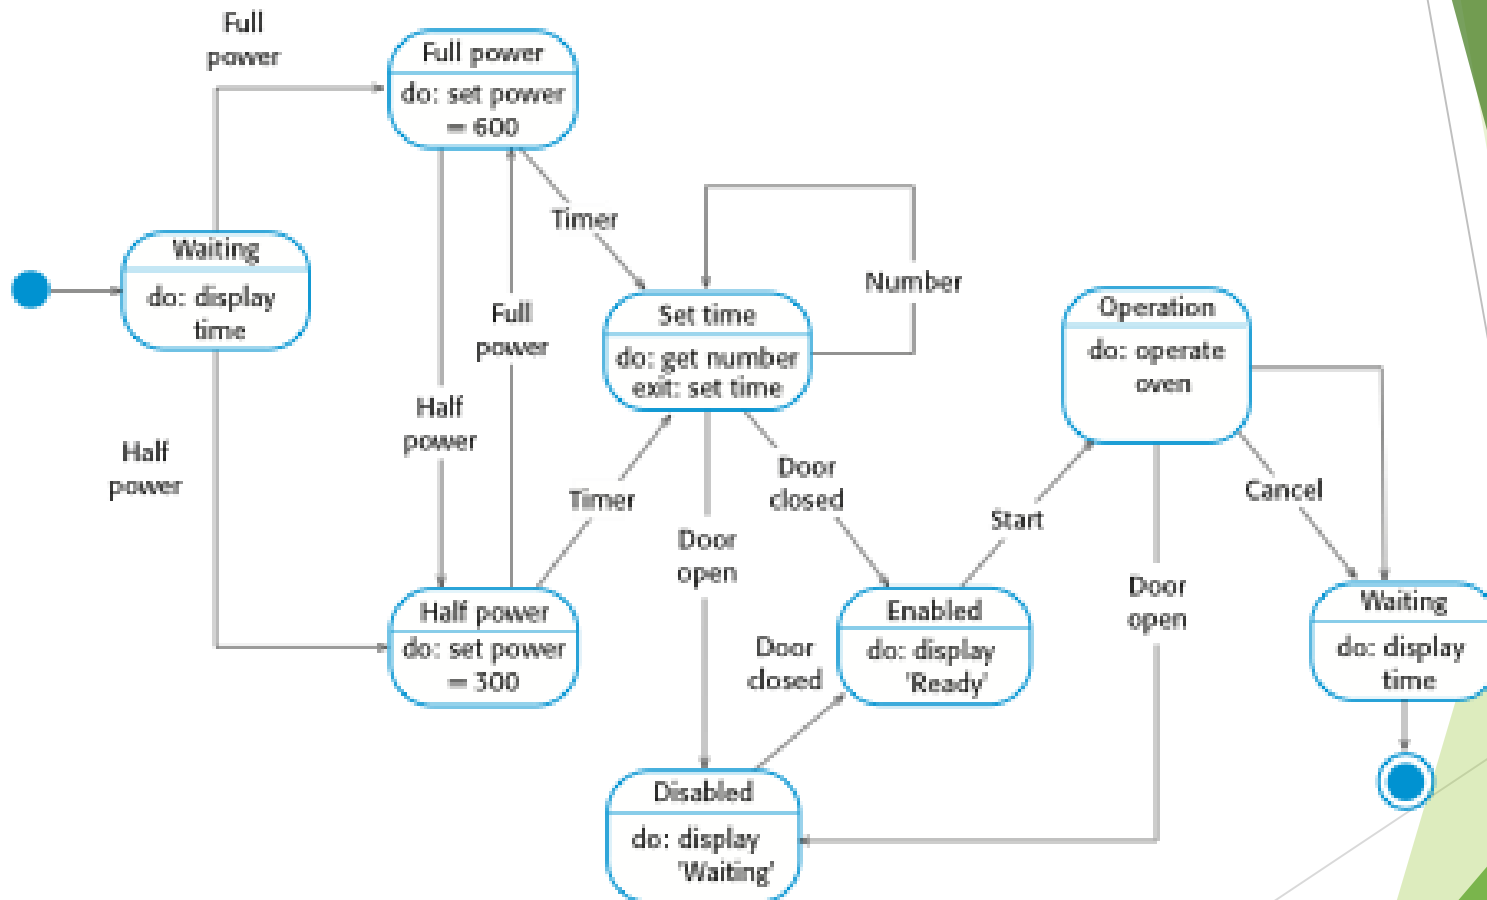 Full
power
Full power
do: set power
= 600
Timer
Waiting
do: display
time
Full
power
Number
Set time
do: get number
exit: set time
Operation
do: operate
oven
Half
power
Half
power
Timer
Door
closed
Door
open
Start
Cancel
Door
open
Half power
do: set power
= 300
Door
closed
Enabled
do: display
'Ready'
Waiting
do: display
time
Disabled
do: display
'Waiting'